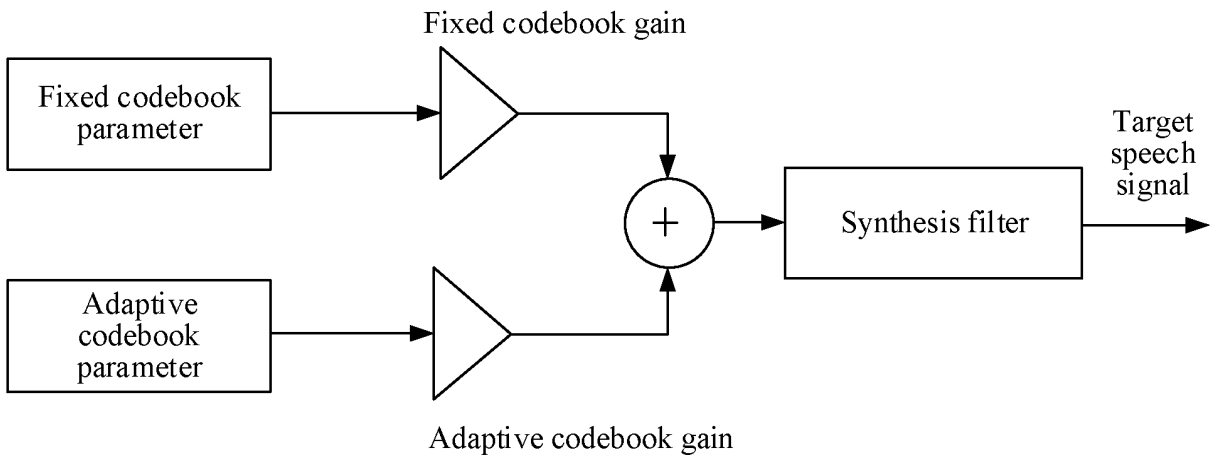 Fixed codebook gain
Fixed codebook
parameter
Target
speech
signal
+
Synthesis filter
Adaptive
codebook
parameter
Adaptive codebook gain